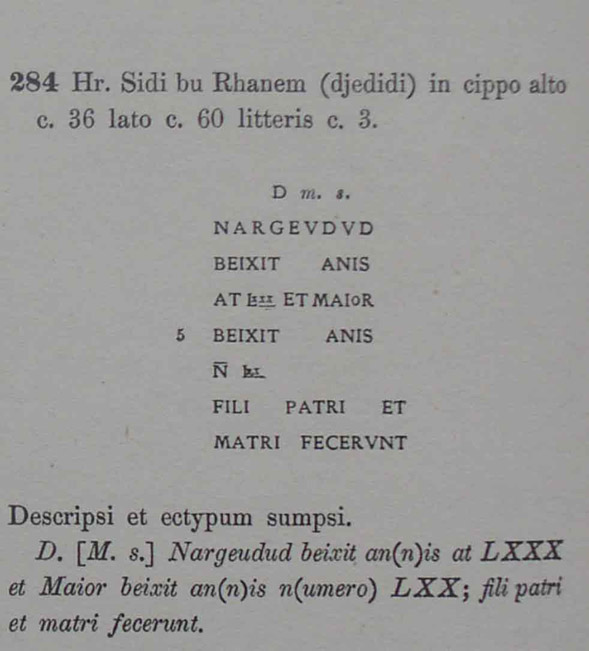 284 Hr. Sidi bu Rhanem (djedidi) in cippo alto
c. 36 lato c. 60 litteris c. 3.
D m. s.
NARGEVDVD
BEIXIT ANIS
AT ET MAIOR
5 BEIXIT ANIS
N̅
FILI PATRI ET
MATRI FECERVNT
Descripsi et ectypum sumpsi.
D. [M. s.] Nargeudud beixit an(n)is at LXXX
et Maior beixit an(n)is n(umero) LXX; fili patri
et matri fecerunt.